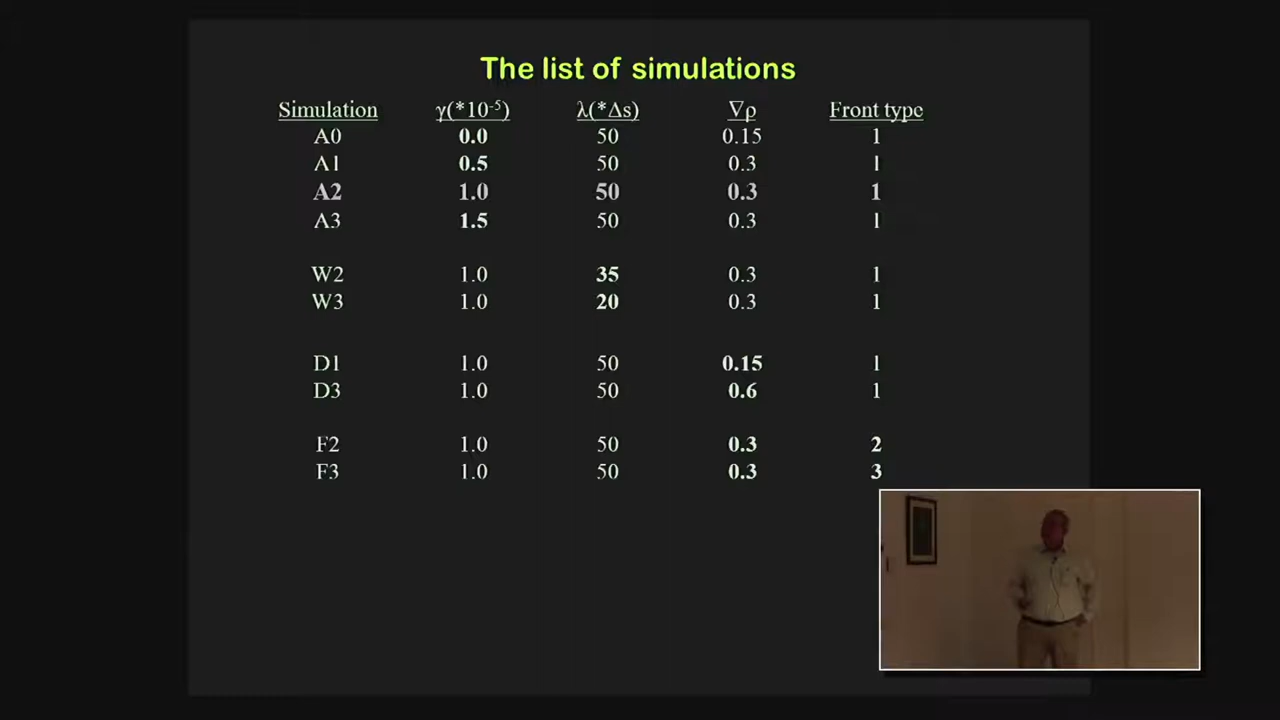 The list of simulations
Simulation γ(*10⁻⁵) λ(*Δs) ∇ρ Front type
A0 0.0 50 0.15 1
A1 0.5 50 0.3 1
A2 1.0 50 0.3 1
A3 1.5 50 0.3 1
W2 1.0 35 0.3 1
W3 1.0 20 0.3 1
D1 1.0 50 0.15 1
D3 1.0 50 0.6 1
F2 1.0 50 0.3 2
F3 1.0 50 0.3 3